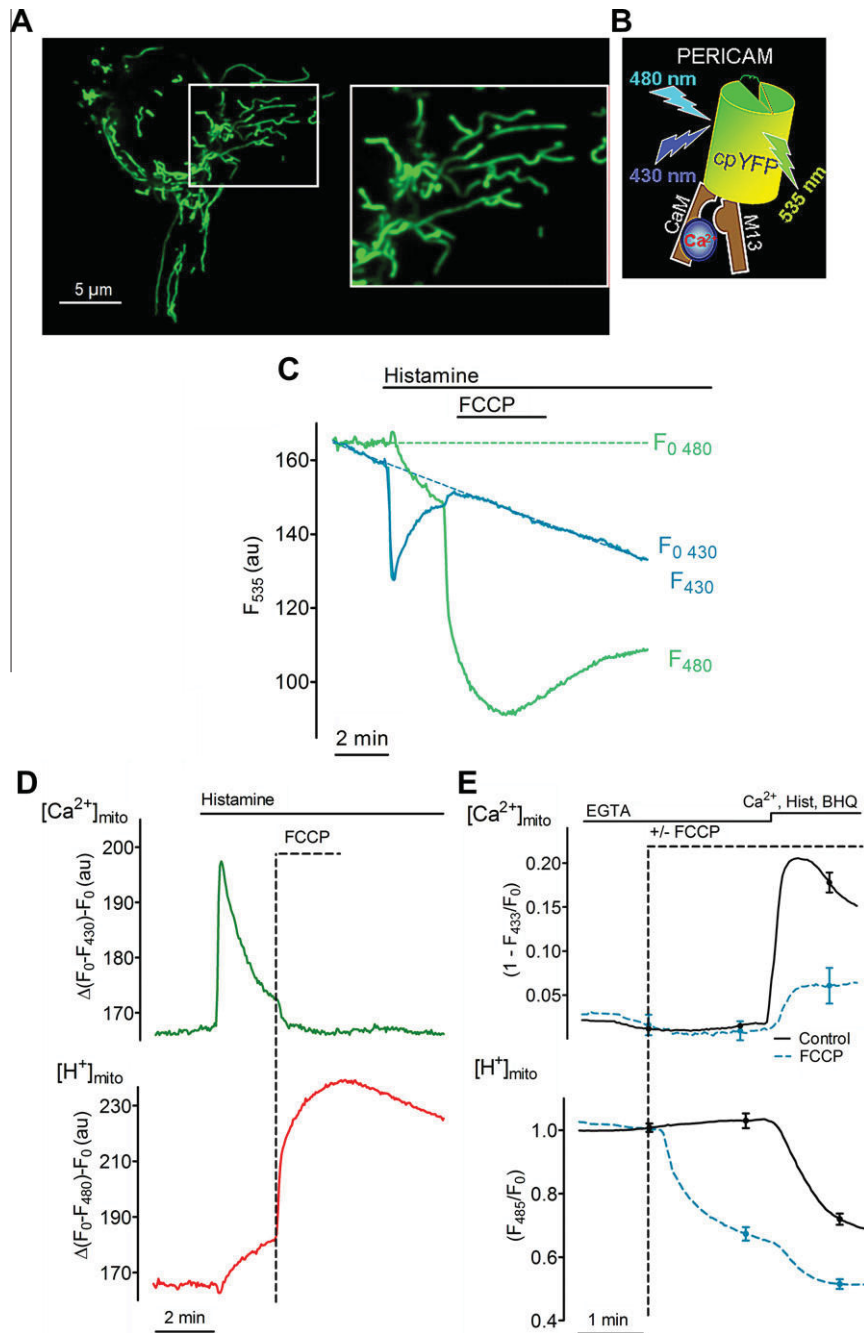 A
5 µm
B
PERICAM
480 nm
430 nm
cpYFP
535 nm
CaM
M13
Ca²⁺
C
Histamine
FCCP
F₅₃₅ (au)
160
140
120
100
F₀ ₄₈₀
F₀ ₄₃₀
F₄₃₀
F₄₈₀
2 min
D
[Ca²⁺]mito
Histamine
FCCP
Δ(F₀-F₄₃₀)-F₀ (au)
200
190
180
170
[H⁺]mito
Δ(F₀-F₄₈₀)-F₀ (au)
230
210
190
170
2 min
E
[Ca²⁺]mito
EGTA
Ca²⁺, Hist, BHQ
+/- FCCP
(1 - F₄₃₃/F₀)
0.20
0.15
0.10
0.05
Control
FCCP
[H⁺]mito
(F₄₈₅/F₀)
1.0
0.8
0.6
0.4
1 min